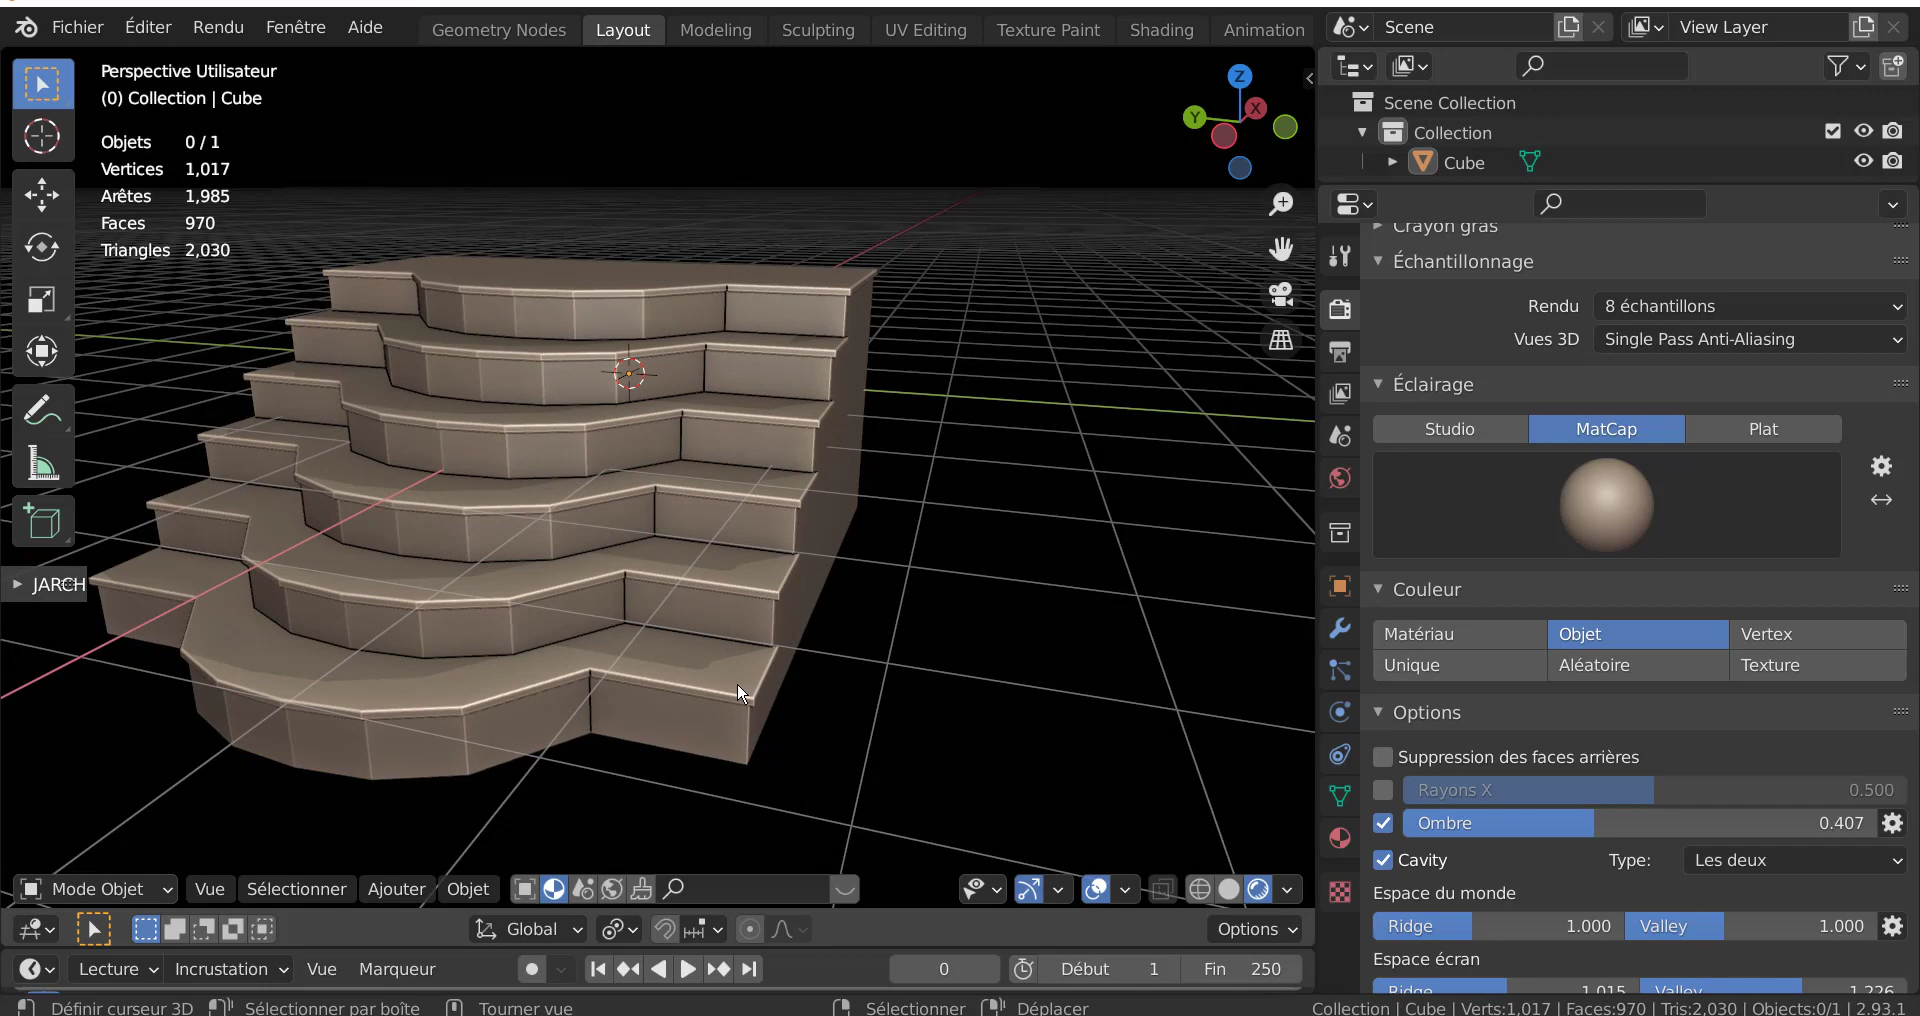 Fichier Éditer Rendu Fenêtre Aide Geometry Nodes Layout Modeling Sculpting UV Editing Texture Paint Shading Animation Scene View Layer
Perspective Utilisateur
(0) Collection | Cube
Objets 0 / 1
Vertices 1,017
Arêtes 1,985
Faces 970
Triangles 2,030
Z
Y
X
JARCH
Scene Collection
Collection
Cube
Crayon gras
Échantillonnage
Rendu 8 échantillons
Vues 3D Single Pass Anti-Aliasing
Éclairage
Studio MatCap Plat
Couleur
Matériau Objet Vertex
Unique Aléatoire Texture
Options
Suppression des faces arrières
Rayons X 0.500
Ombre 0.407
Cavity Type: Les deux
Espace du monde
Ridge 1.000 Valley 1.000
Espace écran
Ridge 1.015 Valley 1.226
Mode Objet Vue Sélectionner Ajouter Objet
Global Options
Lecture Incrustation Vue Marqueur 0 Début 1 Fin 250
Définir curseur 3D Sélectionner par boîte Tourner vue Sélectionner Déplacer Collection | Cube | Verts:1,017 | Faces:970 | Tris:2,030 | Objects:0/1 | 2.93.1